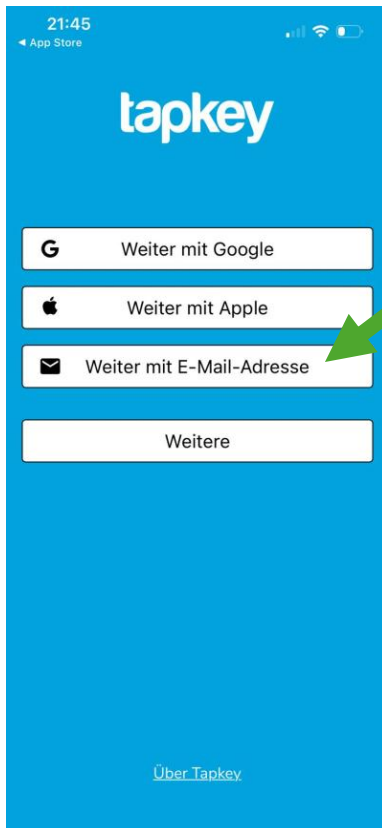 21:45
◀ App Store
tapkey
G Weiter mit Google
Weiter mit Apple
Weiter mit E-Mail-Adresse
Weitere
Über Tapkey